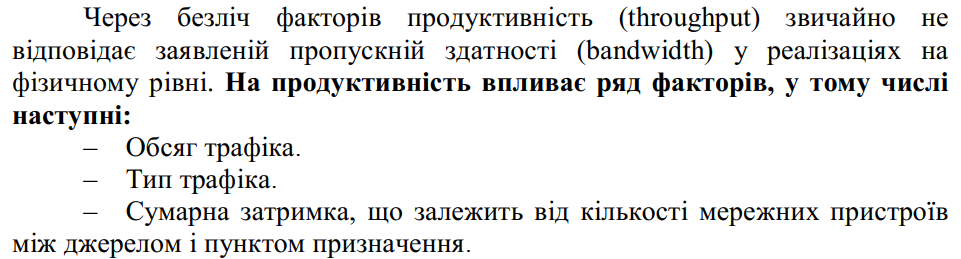 Через безліч факторів продуктивність (throughput) звичайно не
відповідає заявленій пропускній здатності (bandwidth) у реалізаціях на
фізичному рівні. На продуктивність впливає ряд факторів, у тому числі
наступні:
– Обсяг трафіка.
– Тип трафіка.
– Сумарна затримка, що залежить від кількості мережних пристроїв
між джерелом і пунктом призначення.